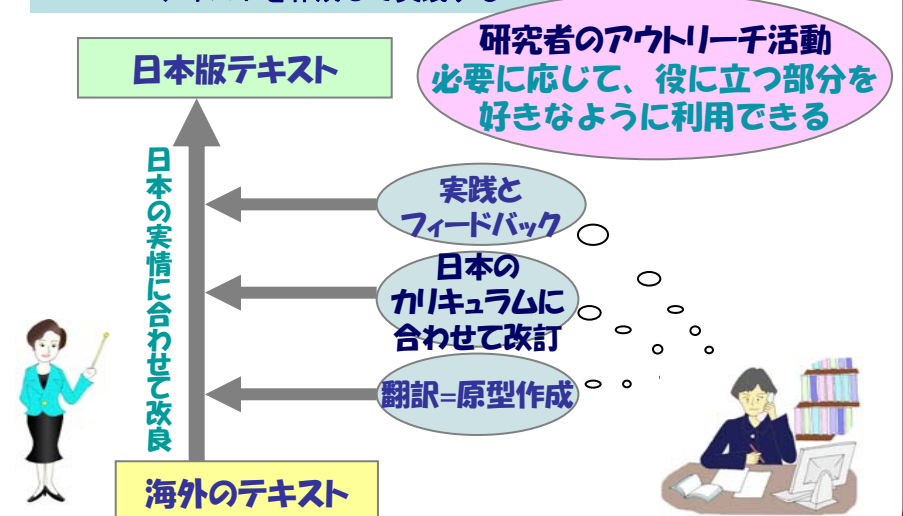 日本版テキスト
研究者のアウトリーチ活動
必要に応じて、役に立つ部分を
好きなように利用できる
日本の実情に合わせて改良
実践と
フィードバック
日本の
カリキュラムに
合わせて改訂
翻訳=原型作成
海外のテキスト